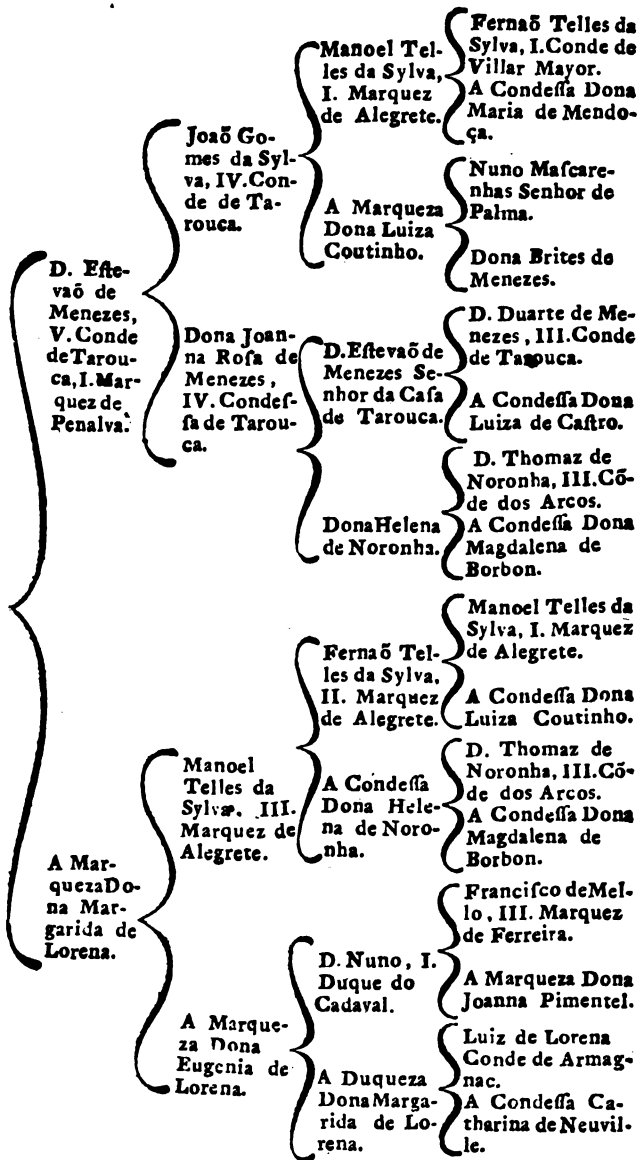 D. Eſte-
vaõ de
Menezes,
V. Conde
deTarou-
ca, I. Mar-
quez de
Penalva.
A Mar-
quezaDo-
na Mar-
garida de
Lorena.
Joaõ Go-
mes da Syl-
va, IV.Con-
de de Ta-
rouca.
Dona Joan-
na Roſa de
Menezes,
IV. Condeſ-
ſa de Tarou-
ca.
Manoel
Telles da
Sylva. III.
Marquez de
Alegrete.
A Marque-
za Dona
Eugenia de
Lorena.
Manoel Tel-
les da Sylva,
I. Marquez
de Alegrete.
A Marqueza
Dona Luiza
Coutinho.
D.Eſtevaõ de
Menezes Se-
nhor da Caſa
de Tarouca.
DonaHelena
de Noronha.
Fernaõ Tel-
les da Sylva,
II. Marquez
de Alegrete.
A Condeſſa
Dona Hele-
na de Noro-
nha.
D. Nuno, I.
Duque do
Cadaval.
A Duqueza
DonaMarga-
rida de Lo-
rena.
Fernaõ Telles da
Sylva, I.Conde de
Villar Mayor.
A Condeſſa Dona
Maria de Mendo-
ça.
Nuno Maſcare-
nhas Senhor de
Palma.
Dona Brites de
Menezes.
D. Duarte de Me-
nezes, III.Conde
de Tarouca.
A Condeſſa Dona
Luiza de Caſtro.
D. Thomaz de
Noronha, III.Cõ-
de dos Arcos.
A Condeſſa Dona
Magdalena de
Borbon.
Manoel Telles da
Sylva, I. Marquez
de Alegrete.
A Condeſſa Dona
Luiza Coutinho.
D. Thomaz de
Noronha, III.Cõ-
de dos Arcos.
A Condeſſa Dona
Magdalena de
Borbon.
Franciſco deMel-
lo, III. Marquez
de Ferreira.
A Marqueza Dona
Joanna Pimentel.
Luiz de Lorena
Conde de Armag-
nac.
A Condeſſa Ca-
tharina de Neuvil-
le.